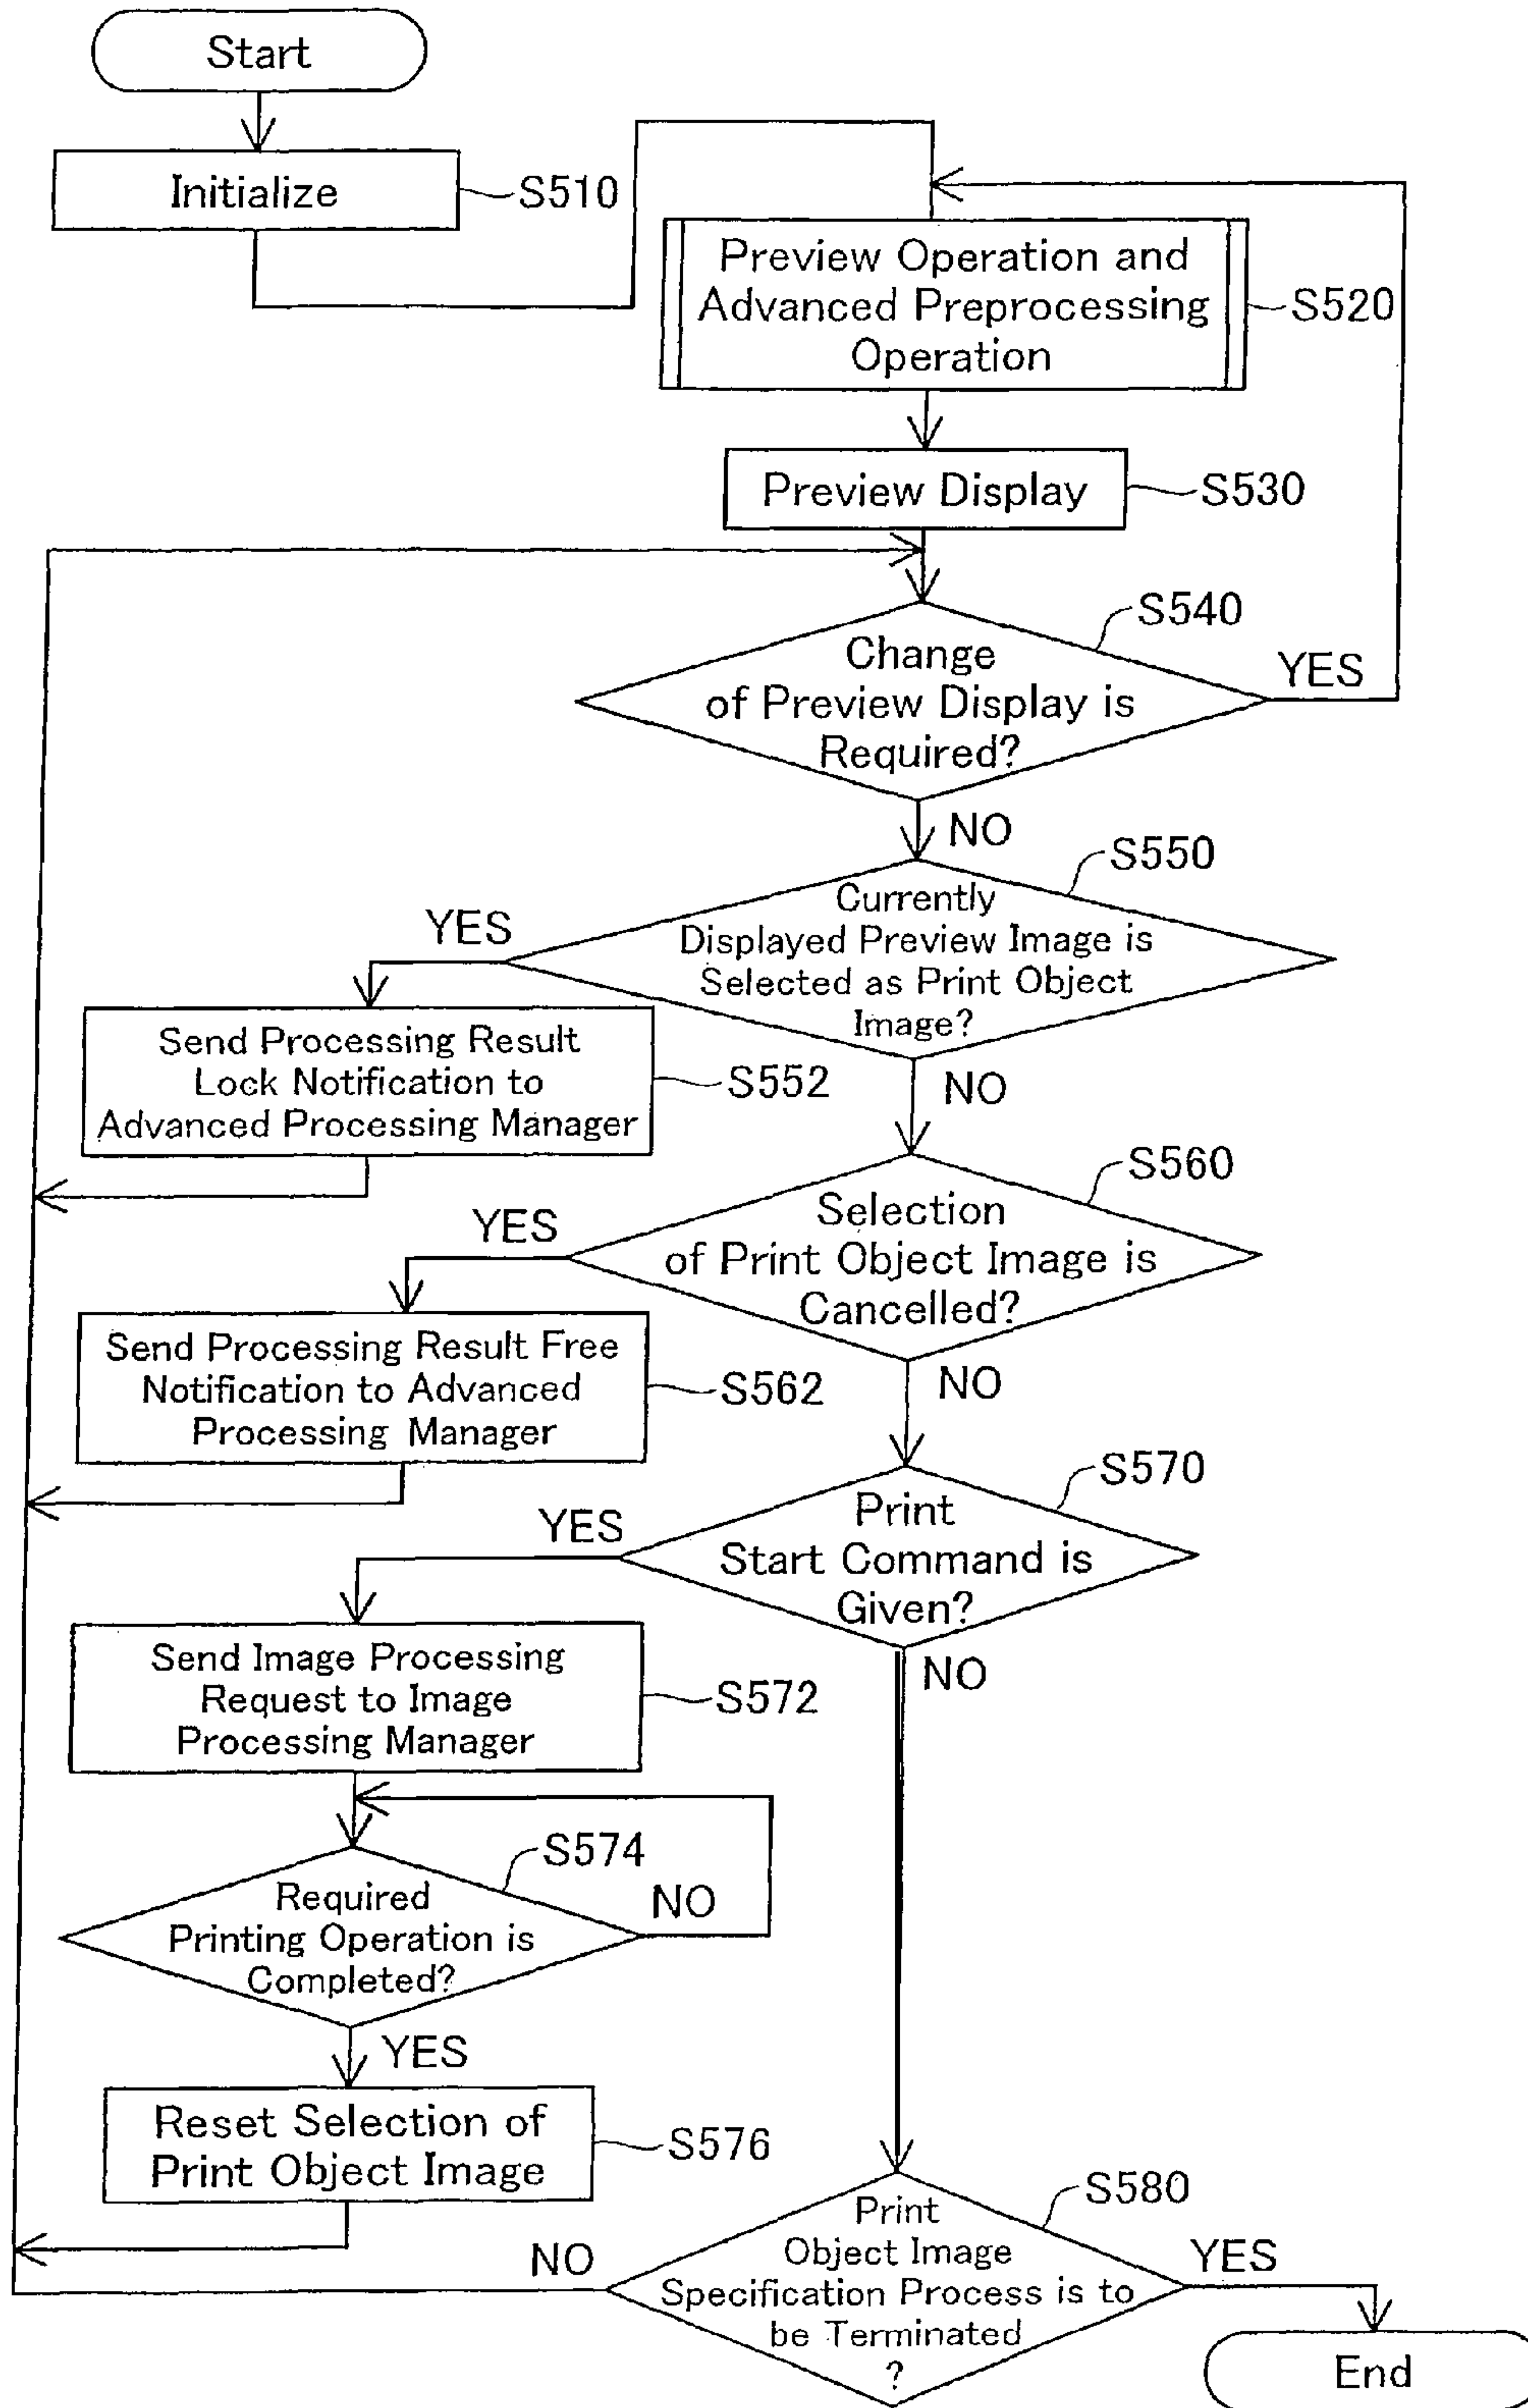 Start
Initialize
S510
Preview Operation and
Advanced Preprocessing
Operation
S520
Preview Display
S530
S540
Change
of Preview Display is
Required?
YES
NO
S550
Currently
Displayed Preview Image is
Selected as Print Object
Image?
YES
Send Processing Result
Lock Notification to
Advanced Processing Manager
S552
NO
S560
Selection
of Print Object Image is
Cancelled?
YES
Send Processing Result Free
Notification to Advanced
Processing Manager
S562
NO
S570
Print
Start Command is
Given?
YES
Send Image Processing
Request to Image
Processing Manager
S572
NO
S574
Required
Printing Operation is
Completed?
NO
YES
Reset Selection of
Print Object Image
S576
S580
Print
Object Image
Specification Process is to
be Terminated
?
NO
YES
End